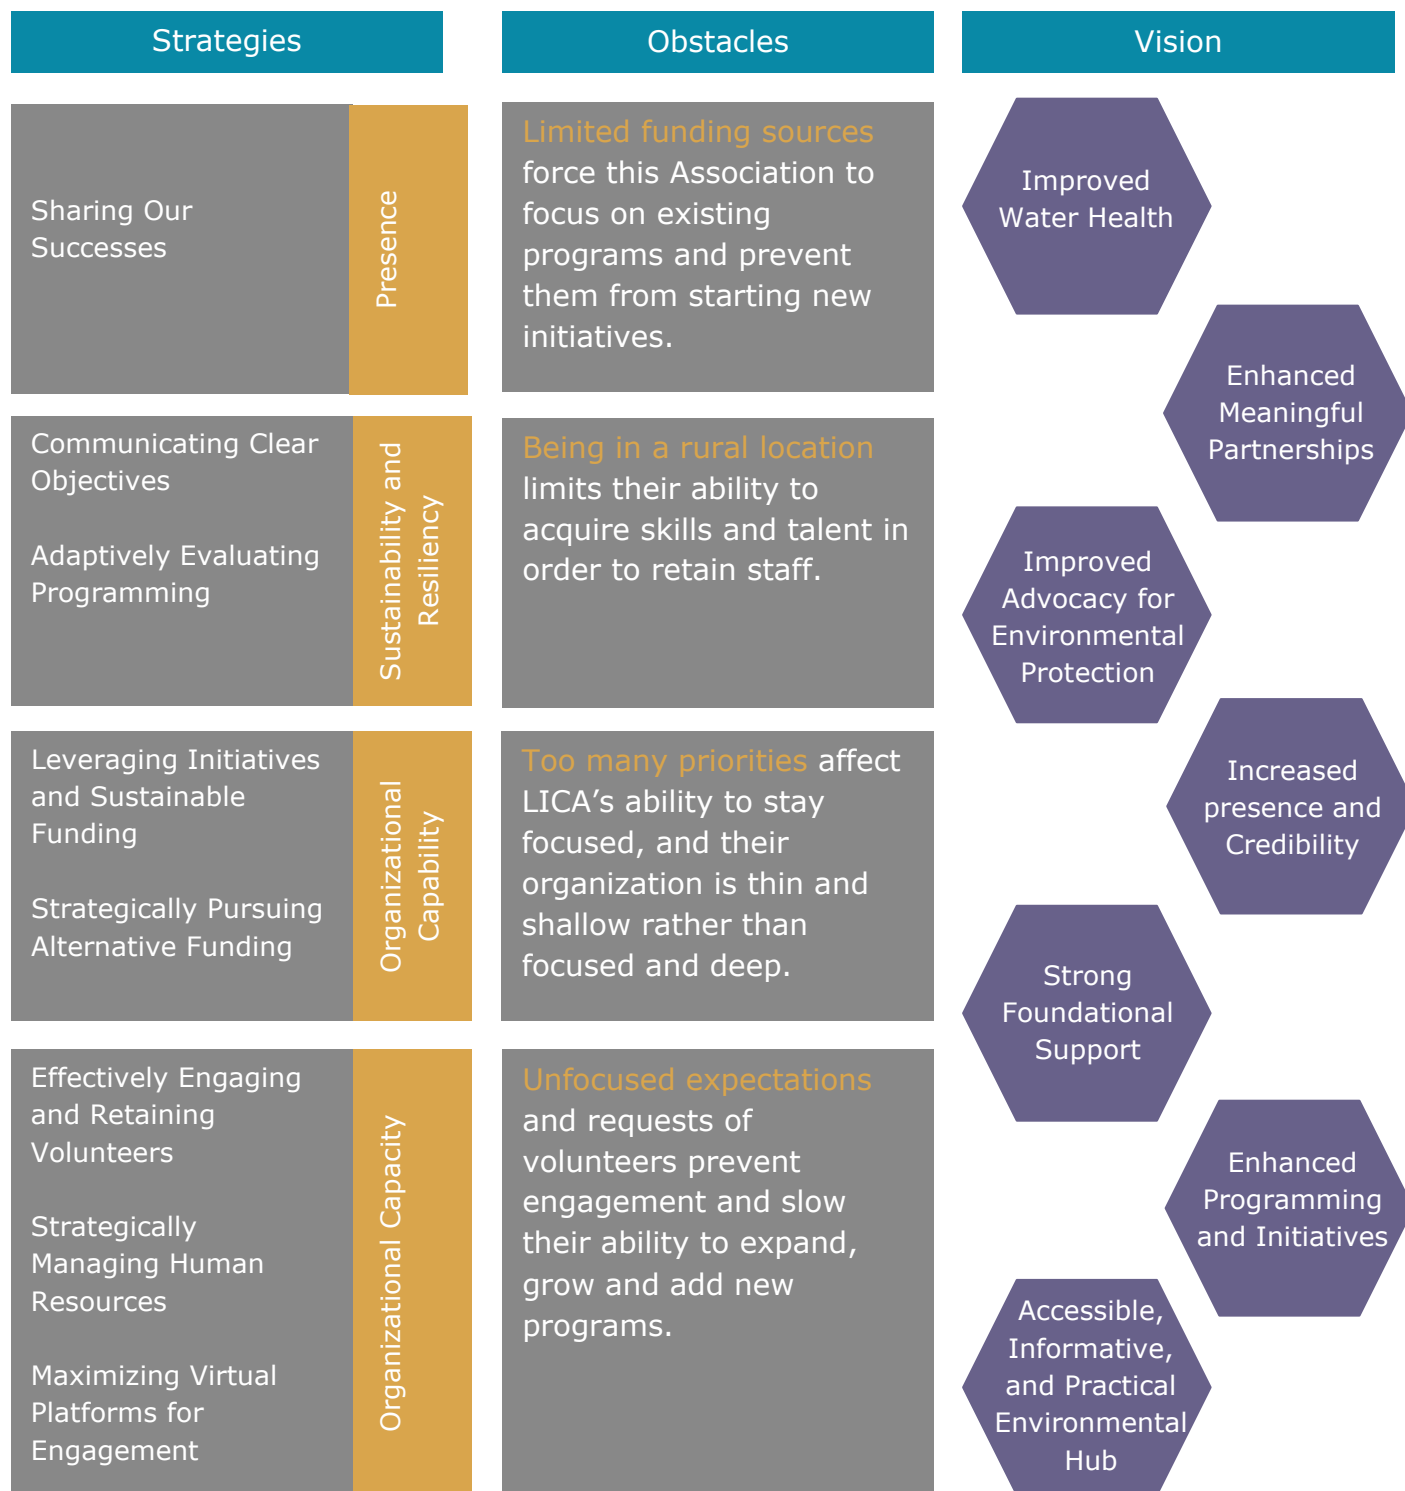 Strategies
Sharing Our
Successes
Presence
Communicating Clear
Objectives
Adaptively Evaluating
Programming
Sustainability and
Resiliency
Leveraging Initiatives
and Sustainable
Funding
Strategically Pursuing
Alternative Funding
Organizational
Capability
Effectively Engaging
and Retaining
Volunteers
Strategically
Managing Human
Resources
Maximizing Virtual
Platforms for
Engagement
Organizational Capacity
Obstacles
Limited funding sources
force this Association to
focus on existing
programs and prevent
them from starting new
initiatives.
Being in a rural location
limits their ability to
acquire skills and talent in
order to retain staff.
Too many priorities affect
LICA’s ability to stay
focused, and their
organization is thin and
shallow rather than
focused and deep.
Unfocused expectations
and requests of
volunteers prevent
engagement and slow
their ability to expand,
grow and add new
programs.
Vision
Improved
Water Health
Enhanced
Meaningful
Partnerships
Improved
Advocacy for
Environmental
Protection
Increased
presence and
Credibility
Strong
Foundational
Support
Enhanced
Programming
and Initiatives
Accessible,
Informative,
and Practical
Environmental
Hub